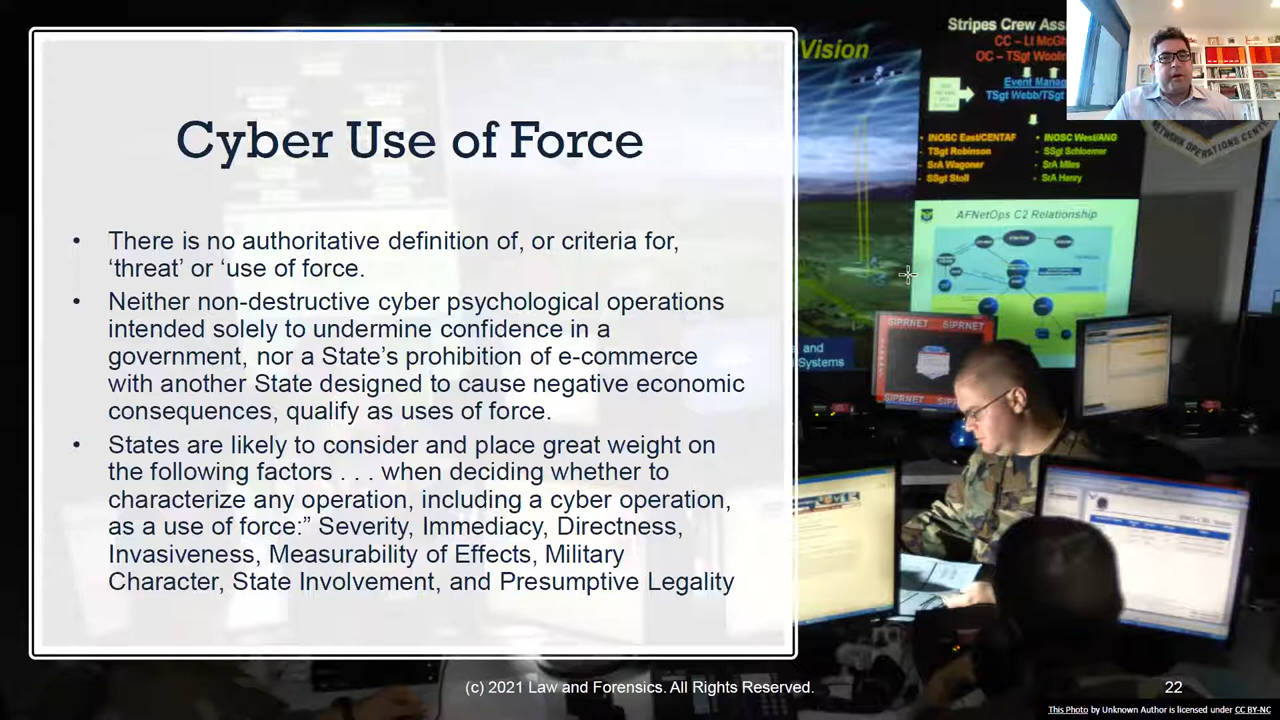 Cyber Use of Force
• There is no authoritative definition of, or criteria for,
‘threat’ or ‘use of force.
• Neither non-destructive cyber psychological operations
intended solely to undermine confidence in a
government, nor a State’s prohibition of e-commerce
with another State designed to cause negative economic
consequences, qualify as uses of force.
• States are likely to consider and place great weight on
the following factors . . . when deciding whether to
characterize any operation, including a cyber operation,
as a use of force:” Severity, Immediacy, Directness,
Invasiveness, Measurability of Effects, Military
Character, State Involvement, and Presumptive Legality
Vision
Stripes Crew
CC – Lt
OC – TSgt
Event
TSgt Webb/TSgt
• INOSC East/CENTAF
• TSgt Robinson
• SrA Wagoner
• SSgt Stoll
• INOSC West/ANG
• SSgt Schloemer
• SrA Miles
• SrA Henry
NETWORK OPERATIONS
AFNetOps C2 Relationship
SIPRNET SIPRNET
SIPRNET
and
Systems
(c) 2021 Law and Forensics. All Rights Reserved.
22
This Photo by Unknown Author is licensed under CC BY-NC